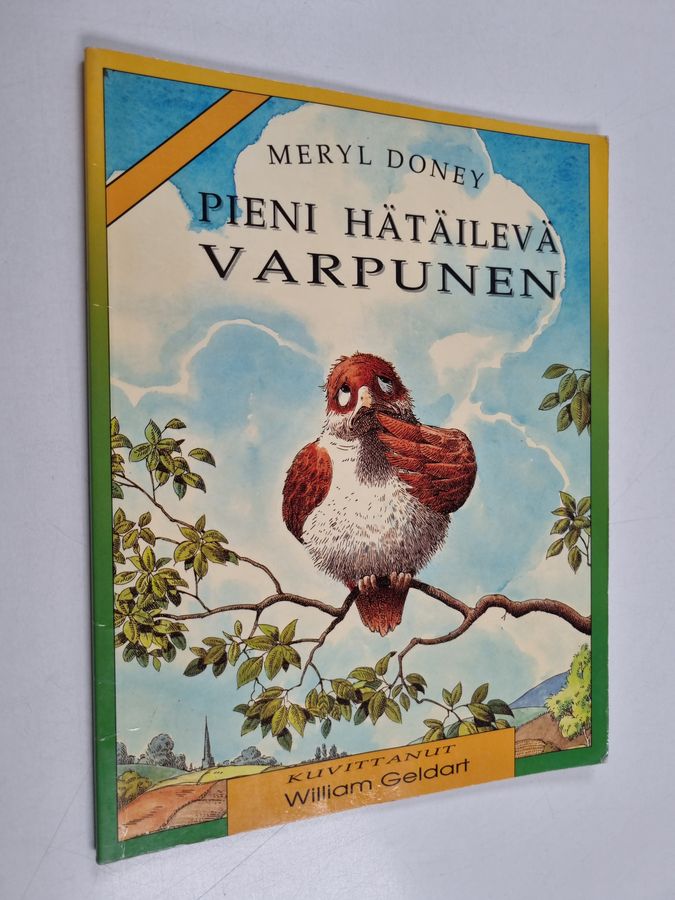 MERYL DONEY
PIENI HÄTÄILEVÄ
VARPUNEN
KUVITTANUT
William Geldart